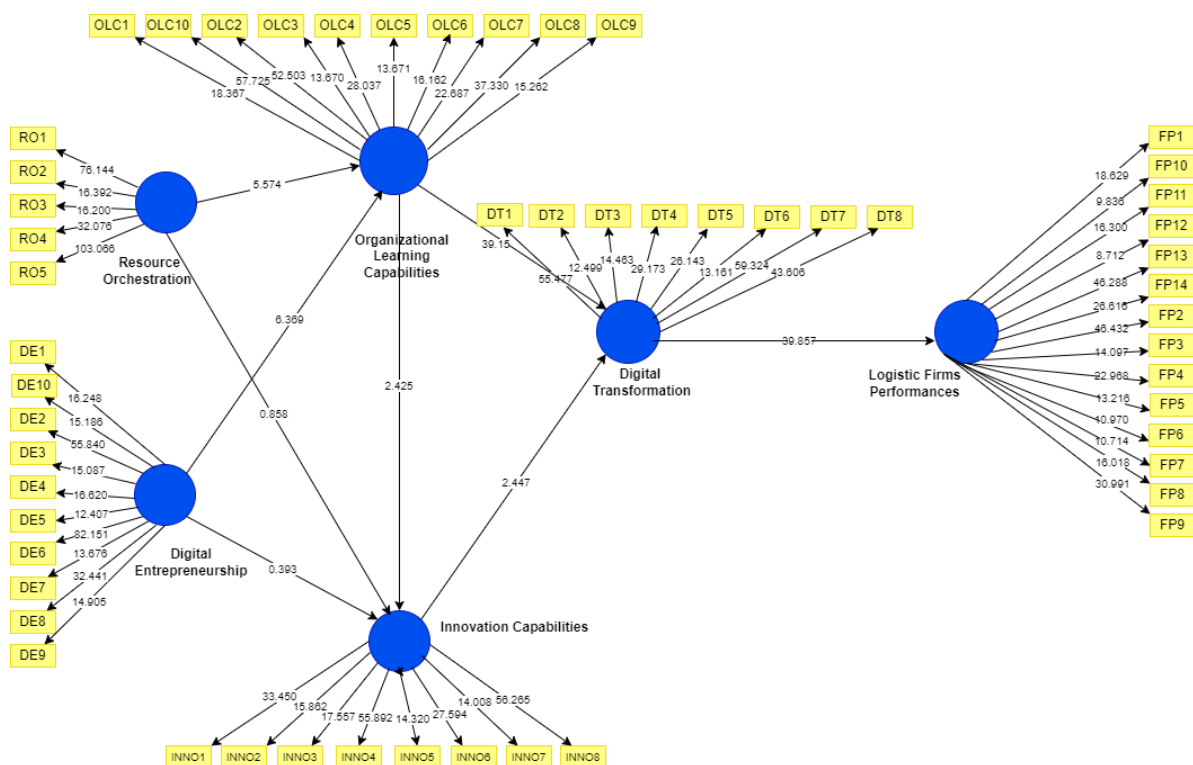 OLC1 OLC10 OLC2 OLC3 OLC4 OLC5 OLC6 OLC7 OLC8 OLC9
18.367
57.725
52.503
13.670
28.037
13.671
16.162
22.687
37.330
15.262
RO1
RO2
RO3
RO4
RO5
76.144
16.392
16.200
32.076
103.066
Resource
Orchestration
5.574
Organizational
Learning
Capabilities
39.15
DT1 DT2 DT3 DT4 DT5 DT6 DT7 DT8
55.477
12.499
14.463
29.173
26.143
13.161
59.324
43.606
Digital
Transformation
39.857
FP1
FP10
FP11
FP12
FP13
FP14
FP2
FP3
FP4
FP5
FP6
FP7
FP8
FP9
18.629
9.836
16.300
8.712
46.288
26.616
46.432
14.097
22.968
13.216
10.970
10.714
16.018
30.991
Logistic Firms
Performances
6.369
2.425
0.858
2.447
0.393
DE1
DE10
DE2
DE3
DE4
DE5
DE6
DE7
DE8
DE9
16.248
15.186
55.840
15.087
16.620
12.407
82.151
13.676
32.441
14.905
Digital
Entrepreneurship
Innovation Capabilities
33.450
15.862
17.557
55.892
14.320
27.594
14.008
56.265
INNO1 INNO2 INNO3 INNO4 INNO5 INNO6 INNO7 INNO8